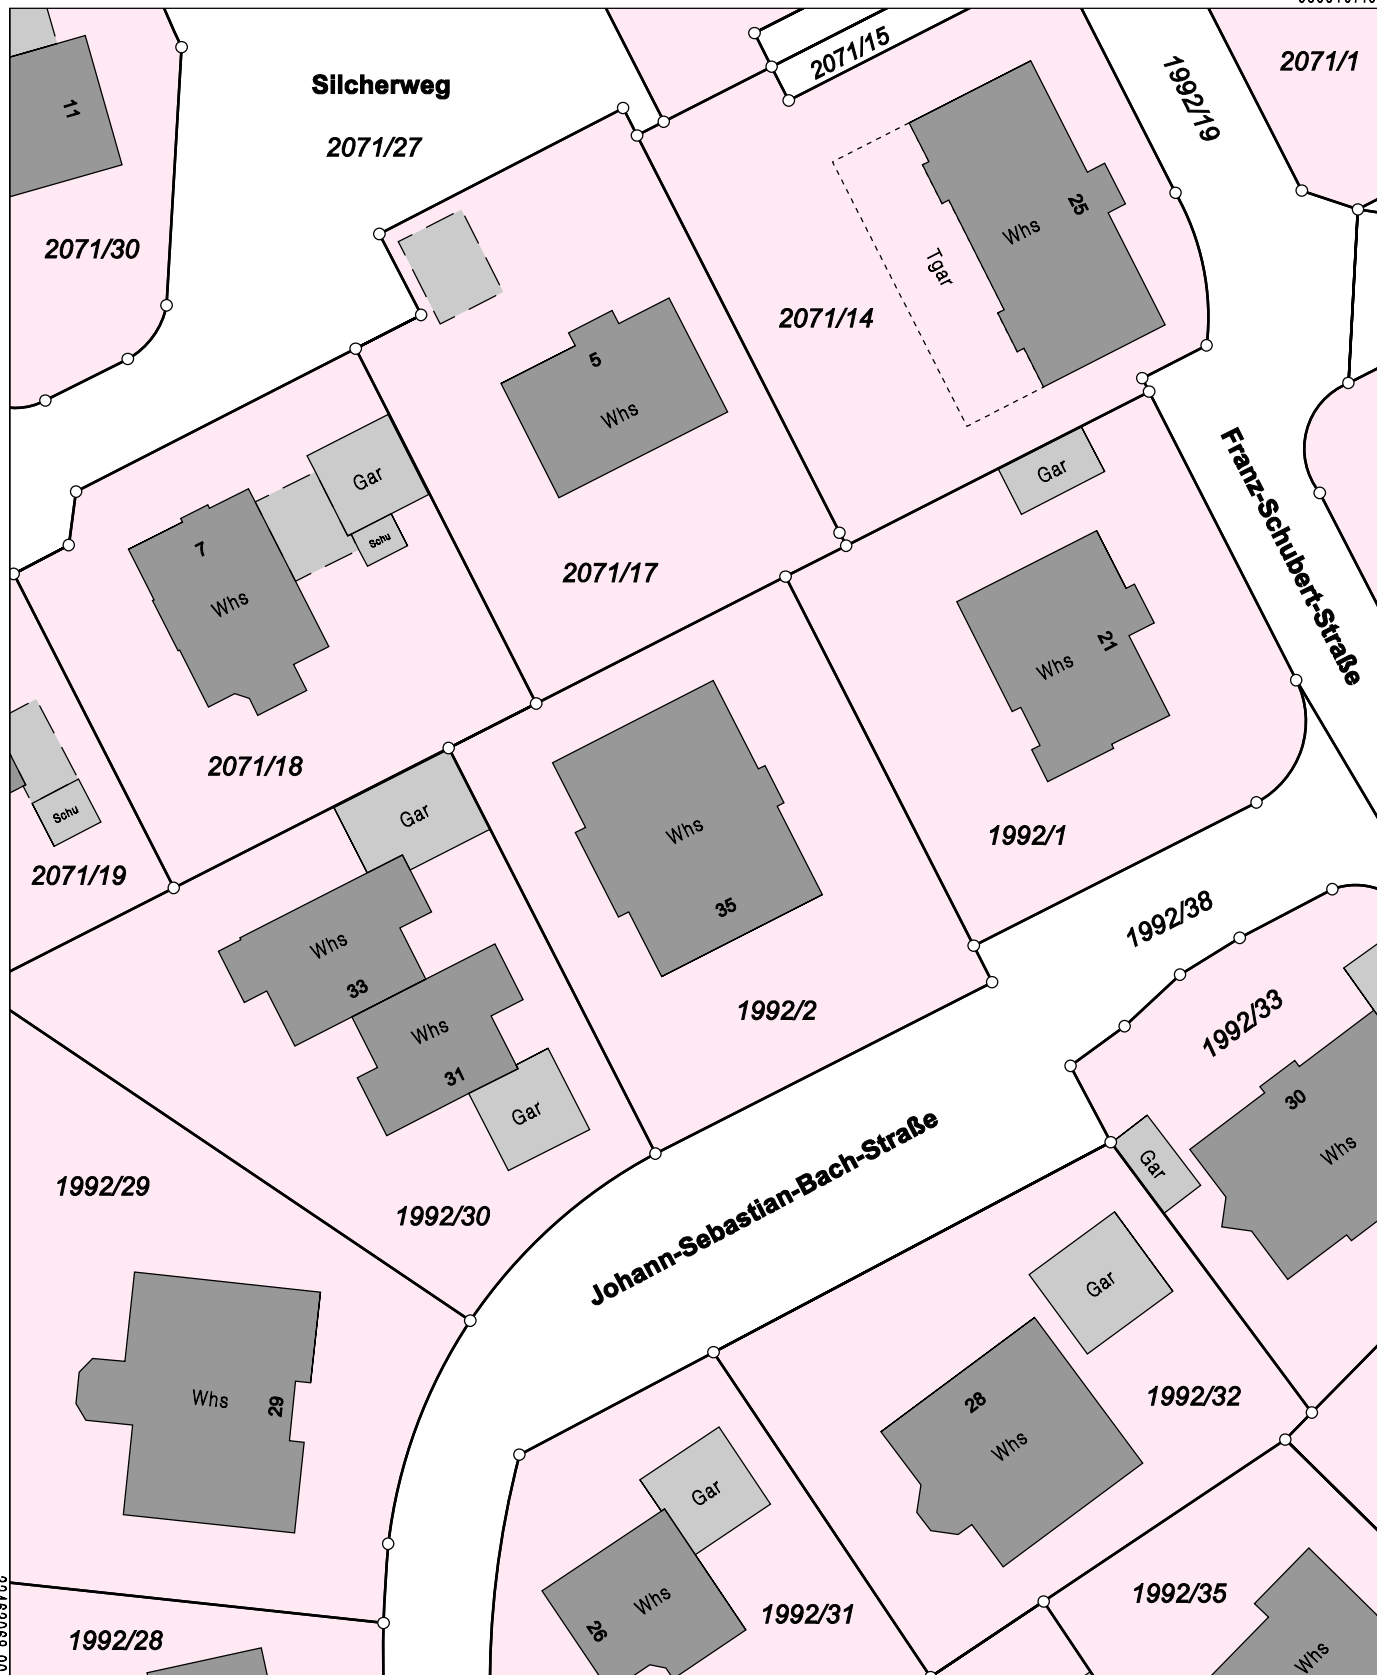 Silcherweg
2071/27
2071/15
1992/19
2071/1
11
2071/30
25
Whs
Tgar
2071/14
5
Whs
Gar
Gar
Schu
7
Whs
2071/17
Franz-Schubert-Straße
21
Whs
2071/18
Schu
2071/19
Gar
Whs
35
1992/1
1992/38
Whs
33
Whs
31
Gar
1992/2
1992/33
30
Whs
Gar
Johann-Sebastian-Bach-Straße
1992/29
1992/30
Gar
Whs
29
28
Whs
1992/32
Gar
Whs
26
1992/31
1992/35
Whs
1992/28